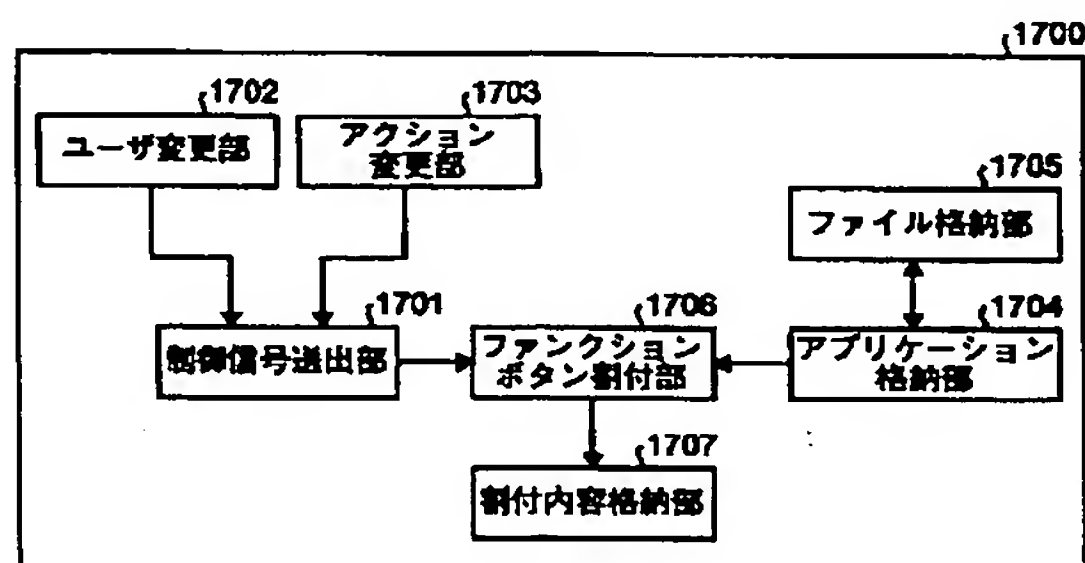 1700
1702
1703
ユーザ変更部
アクション
変更部
1705
ファイル格納部
1701
1706
1704
制御信号送出部
ファンクション
ボタン割付部
アプリケーション
格納部
1707
割付内容格納部